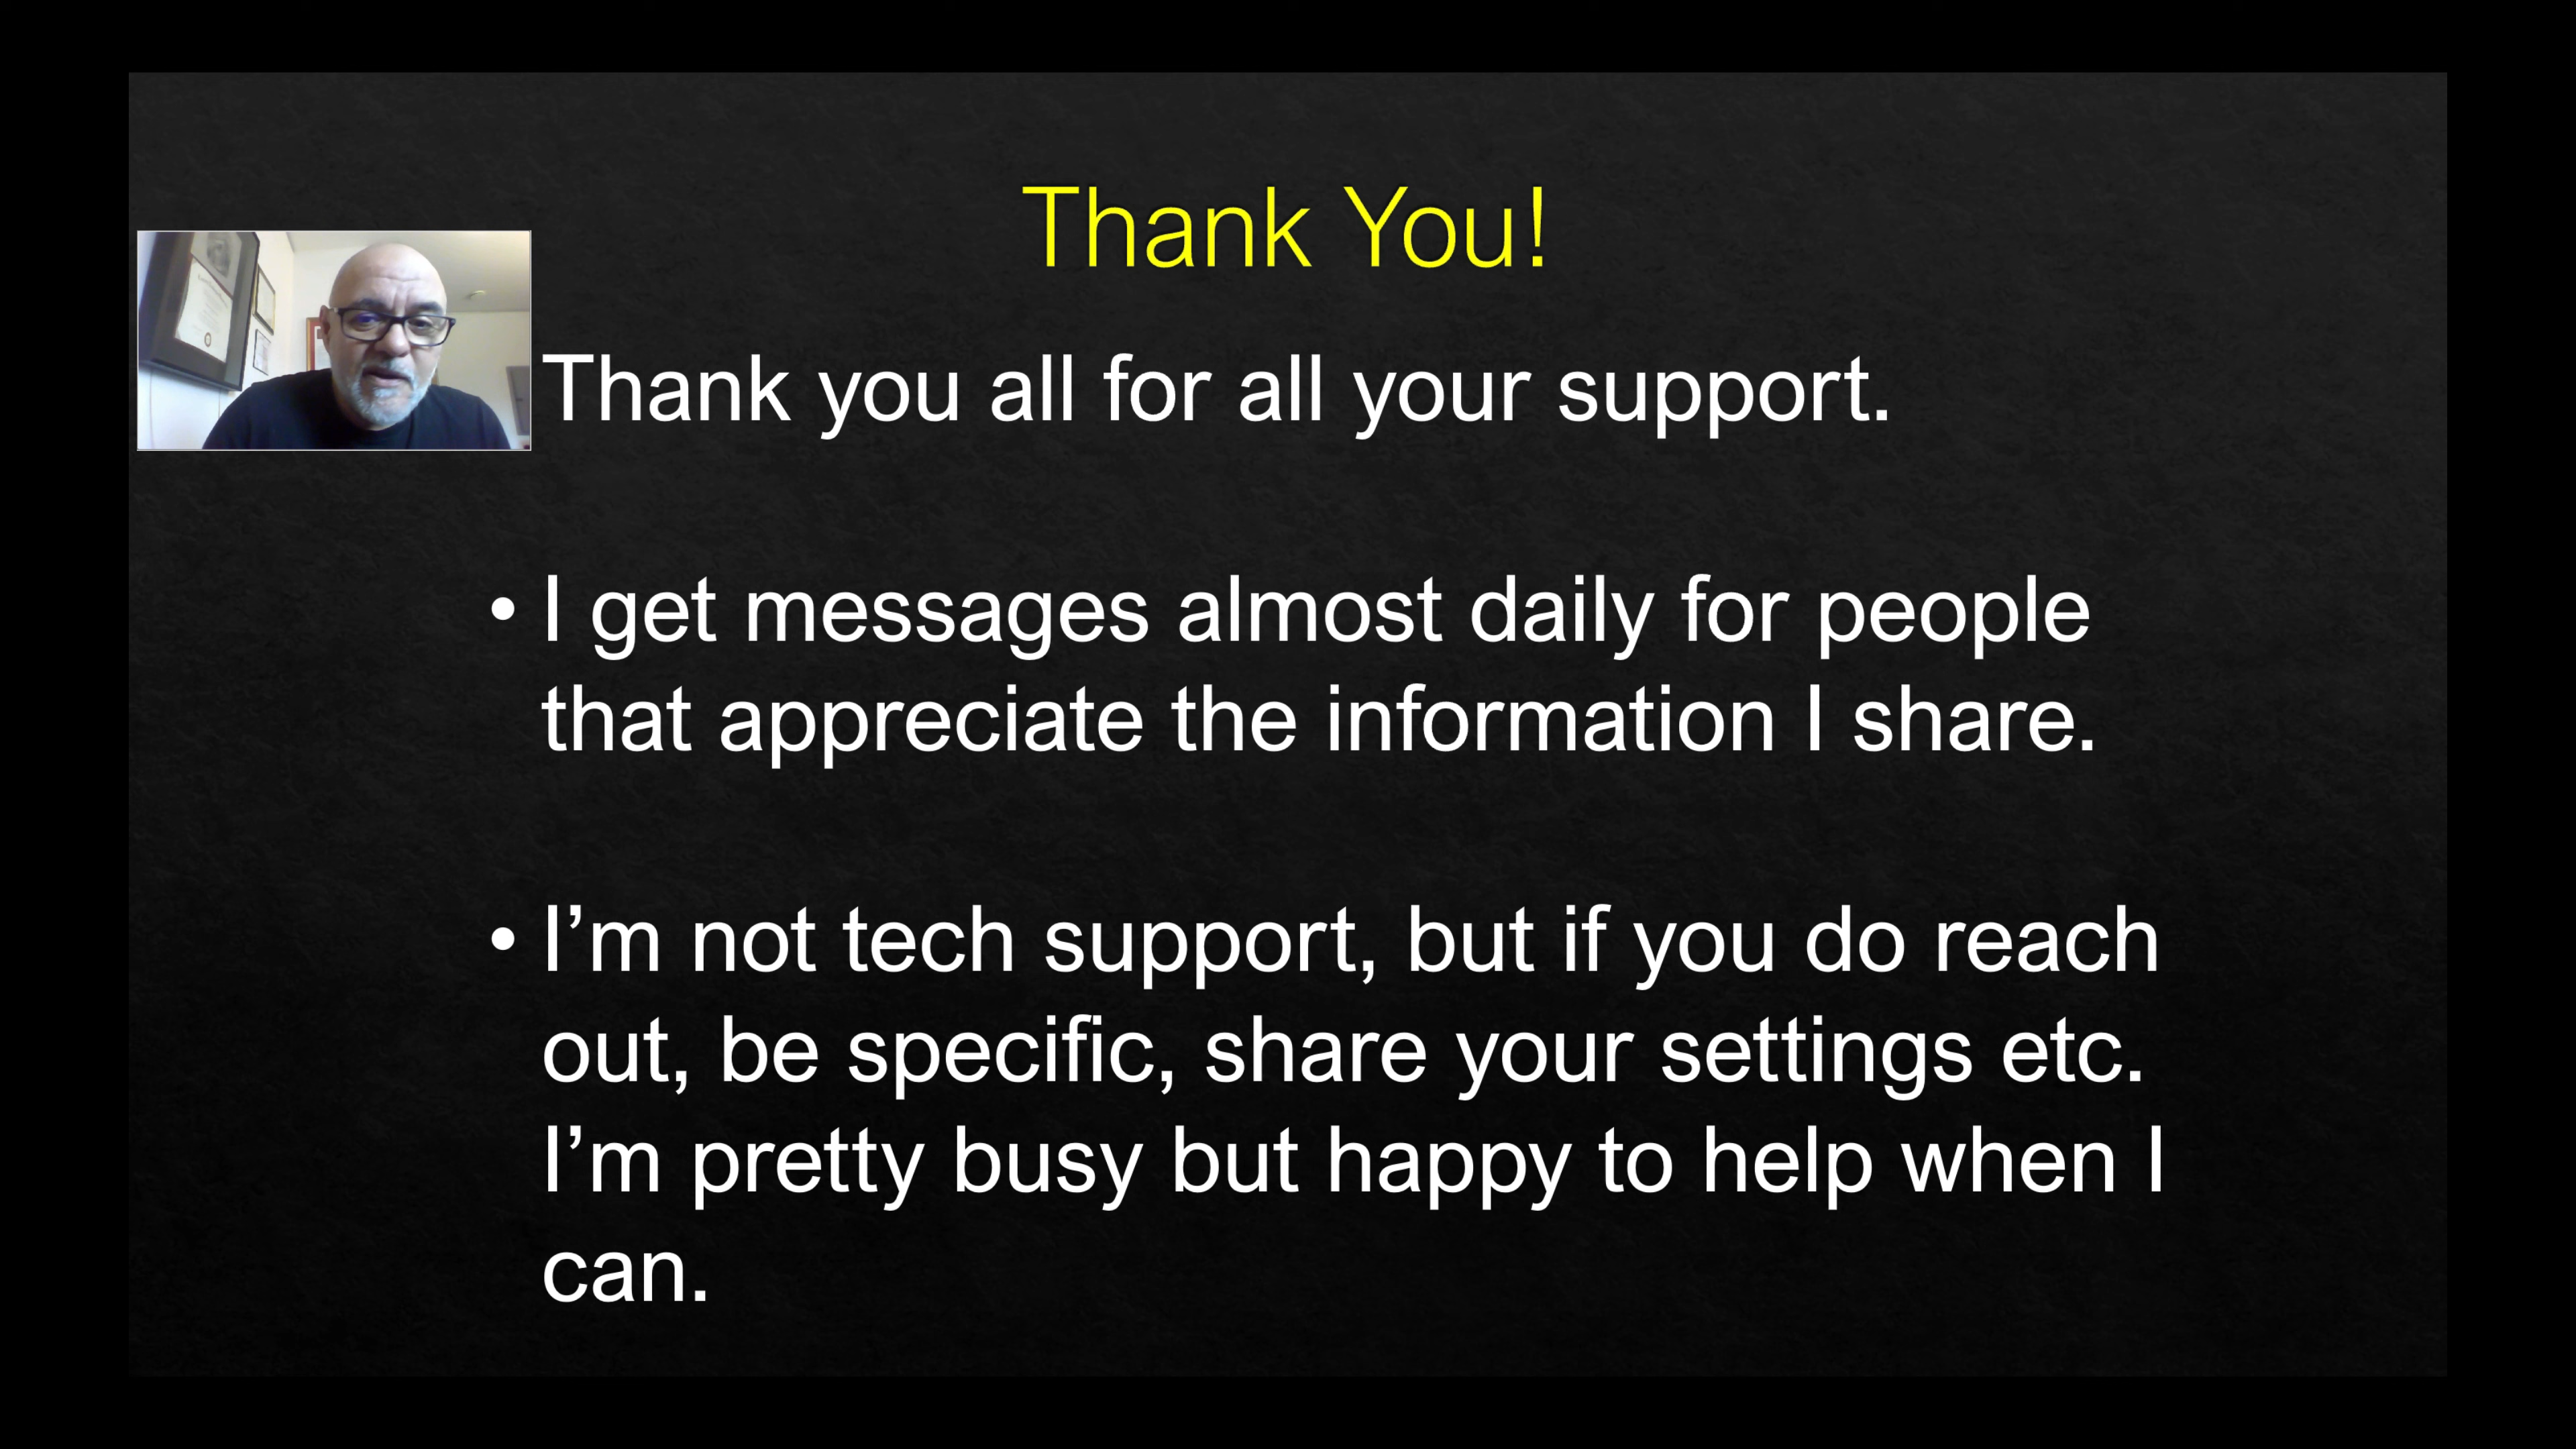 Thank You!
Thank you all for all your support.
• I get messages almost daily for people
that appreciate the information I share.
• I’m not tech support, but if you do reach
out, be specific, share your settings etc.
I’m pretty busy but happy to help when I
can.